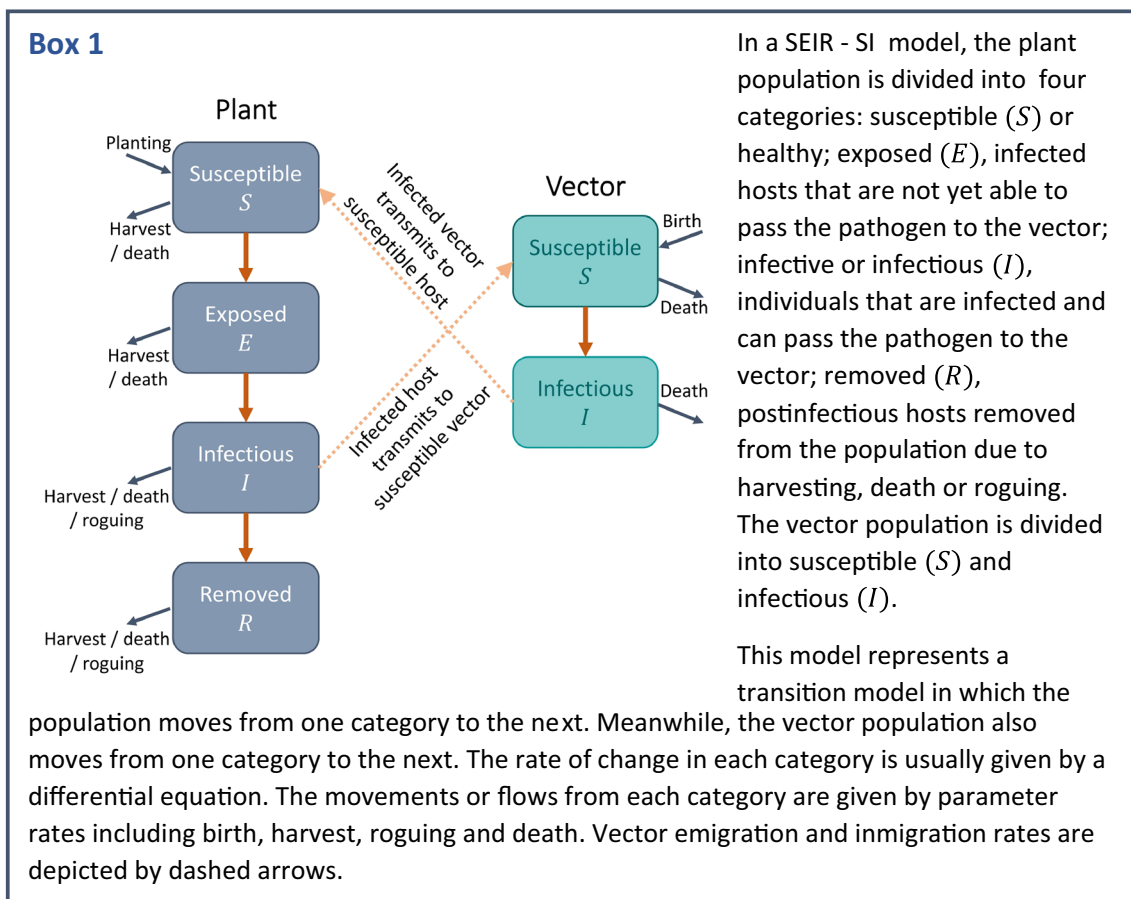 Box 1
Plant
Planting
Susceptible
S
Harvest
/ death
Exposed
E
Harvest
/ death
Infectious
I
Harvest / death
/ roguing
Removed
R
Harvest / death
/ roguing
Infected vector
transmits to
susceptible host
Infected host
transmits to
susceptible vector
Vector
Birth
Susceptible
S
Death
Infectious
I
Death
In a SEIR - SI model, the plant
population is divided into four
categories: susceptible (S) or
healthy; exposed (E), infected
hosts that are not yet able to
pass the pathogen to the vector;
infective or infectious (I),
individuals that are infected and
can pass the pathogen to the
vector; removed (R),
postinfectious hosts removed
from the population due to
harvesting, death or roguing.
The vector population is divided
into susceptible (S) and
infectious (I).
This model represents a
transition model in which the
population moves from one category to the next. Meanwhile, the vector population also
moves from one category to the next. The rate of change in each category is usually given by a
differential equation. The movements or flows from each category are given by parameter
rates including birth, harvest, roguing and death. Vector emigration and inmigration rates are
depicted by dashed arrows.